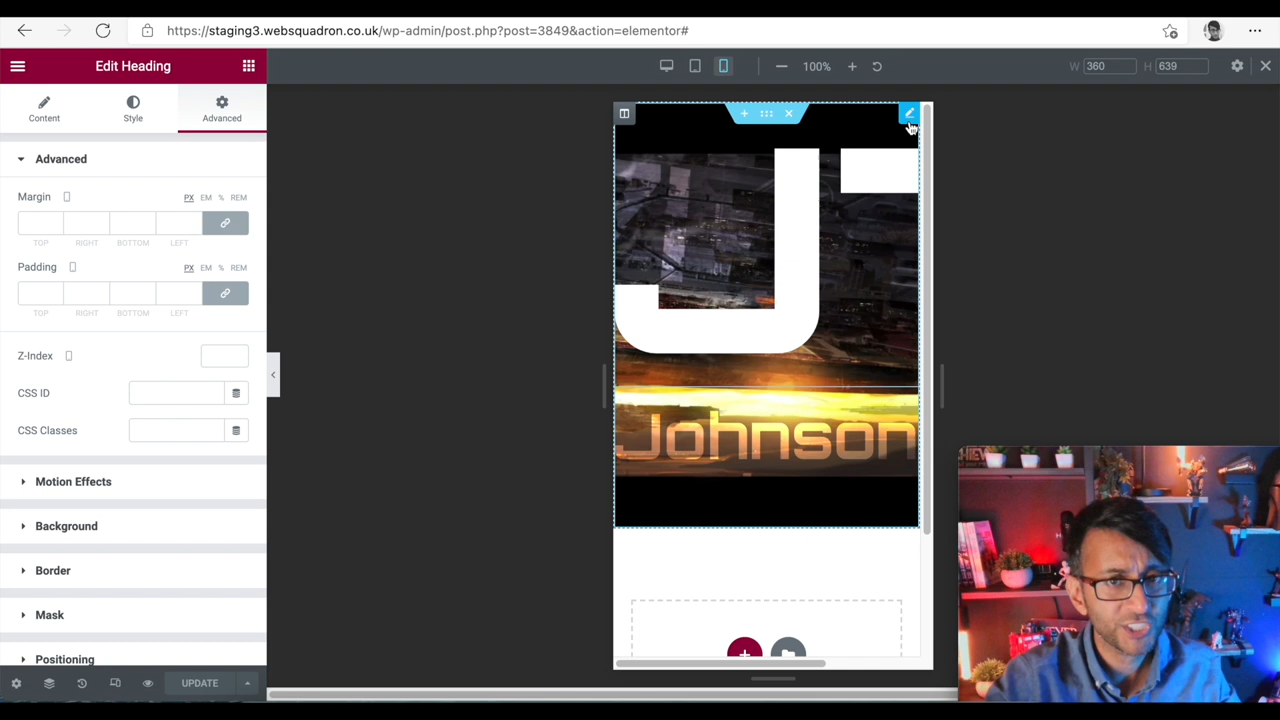 https://staging3.websquadron.co.uk/wp-admin/post.php?post=3849&action=elementor#
Edit Heading
100%
W 360 H 639
Content Style Advanced
Advanced
Margin PX EM % REM
TOP RIGHT BOTTOM LEFT
Padding PX EM % REM
TOP RIGHT BOTTOM LEFT
Z-Index
CSS ID
CSS Classes
Motion Effects
Background
Border
Mask
Positioning
UPDATE
J
Johnson